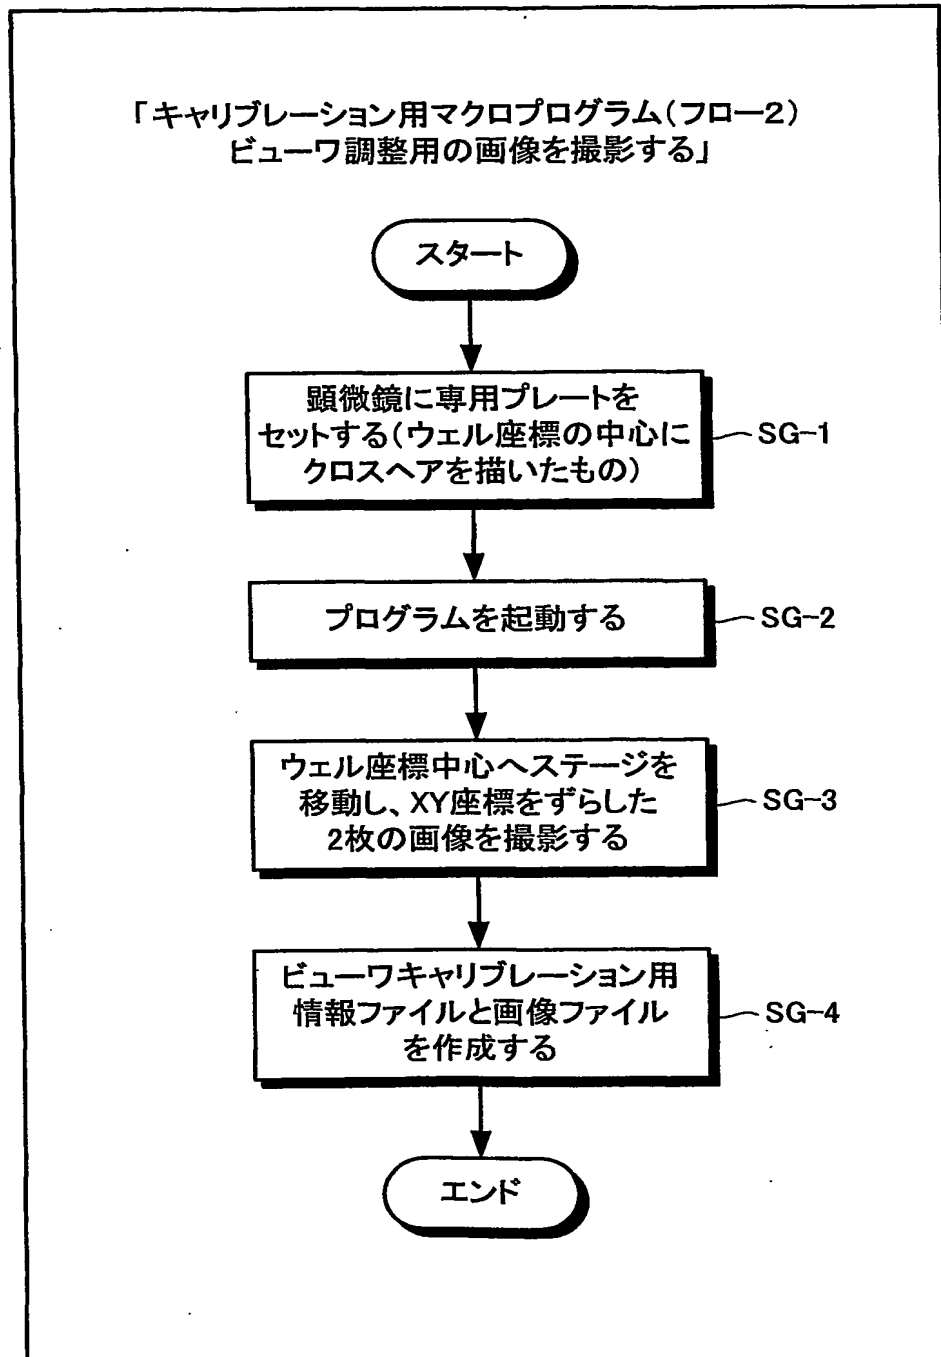 「キャリブレーション用マクロプログラム(フロー2)
ビューワ調整用の画像を撮影する」
スタート
顕微鏡に専用プレートを
セットする(ウェル座標の中心に
クロスヘアを描いたもの)
SG-1
プログラムを起動する
SG-2
ウェル座標中心へステージを
移動し、XY座標をずらした
2枚の画像を撮影する
SG-3
ビューワキャリブレーション用
情報ファイルと画像ファイル
を作成する
SG-4
エンド